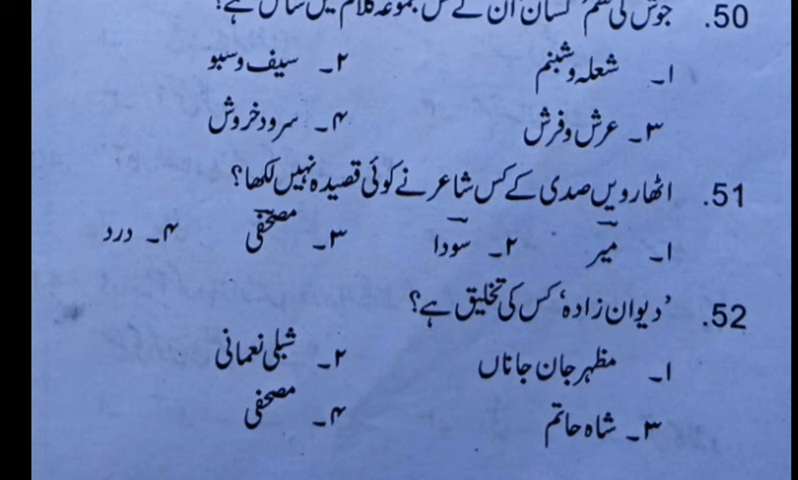 50. جوش کی نظم 'کسان' ان کے کس مجموعہ کلام میں شامل ہے؟
۱۔ شعلہ و شبنم ۲۔ سیف و سبو
۳۔ عرش و فرش ۴۔ سرود و خروش
51. اٹھارویں صدی کے کس شاعر نے کوئی قصیدہ نہیں لکھا؟
۱۔ میر ۲۔ سودا ۳۔ مصحفی ۴۔ درد
52. 'دیوان زادہ' کس کی تخلیق ہے؟
۱۔ مظہر جان جاناں ۲۔ شبلی نعمانی
۳۔ شاہ حاتم ۴۔ مصحفی